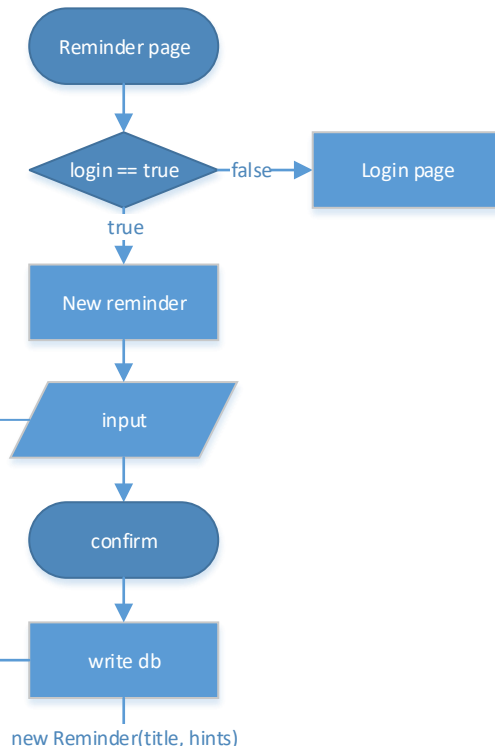 Reminder page
login == true
false
Login page
true
New reminder
input
confirm
write db
new Reminder(title, hints)